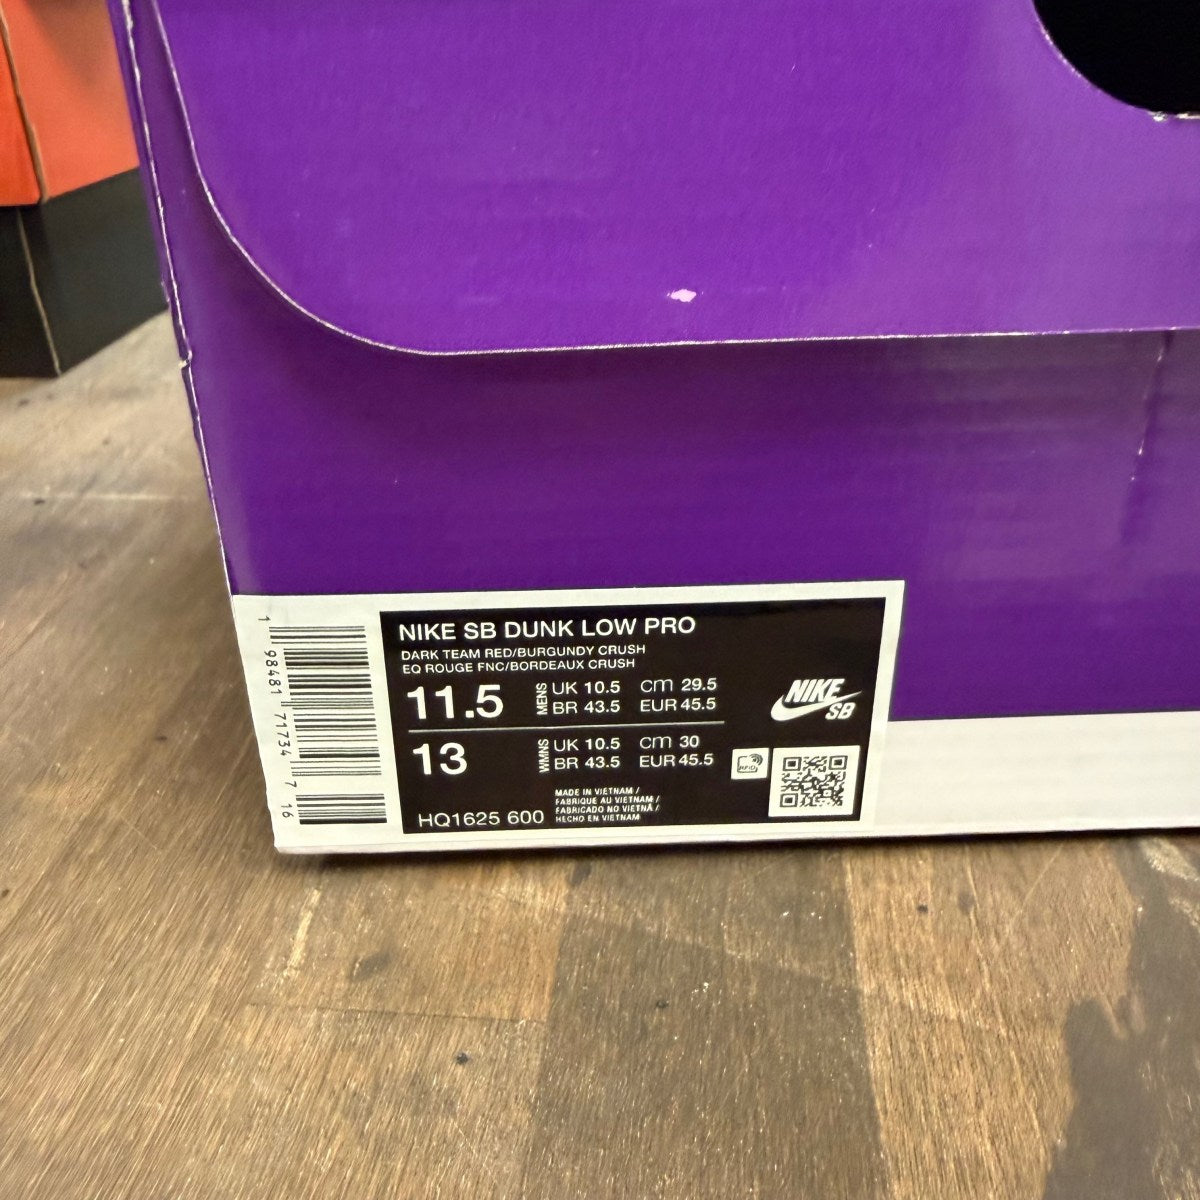 NIKE SB DUNK LOW PRO
DARK TEAM RED/BURGUNDY CRUSH
EQ ROUGE FNC/BORDEAUX CRUSH
11.5 MENS UK 10.5 cm 29.5
BR 43.5 EUR 45.5
13 WMNS UK 10.5 cm 30
BR 43.5 EUR 45.5
HQ1625 600
MADE IN VIETNAM /
FABRIQUE AU VIETNAM /
FABRICADO NO VIETNÃ /
HECHO EN VIETNAM
NIKE
SB
RFID
1 98481 71734 7 16